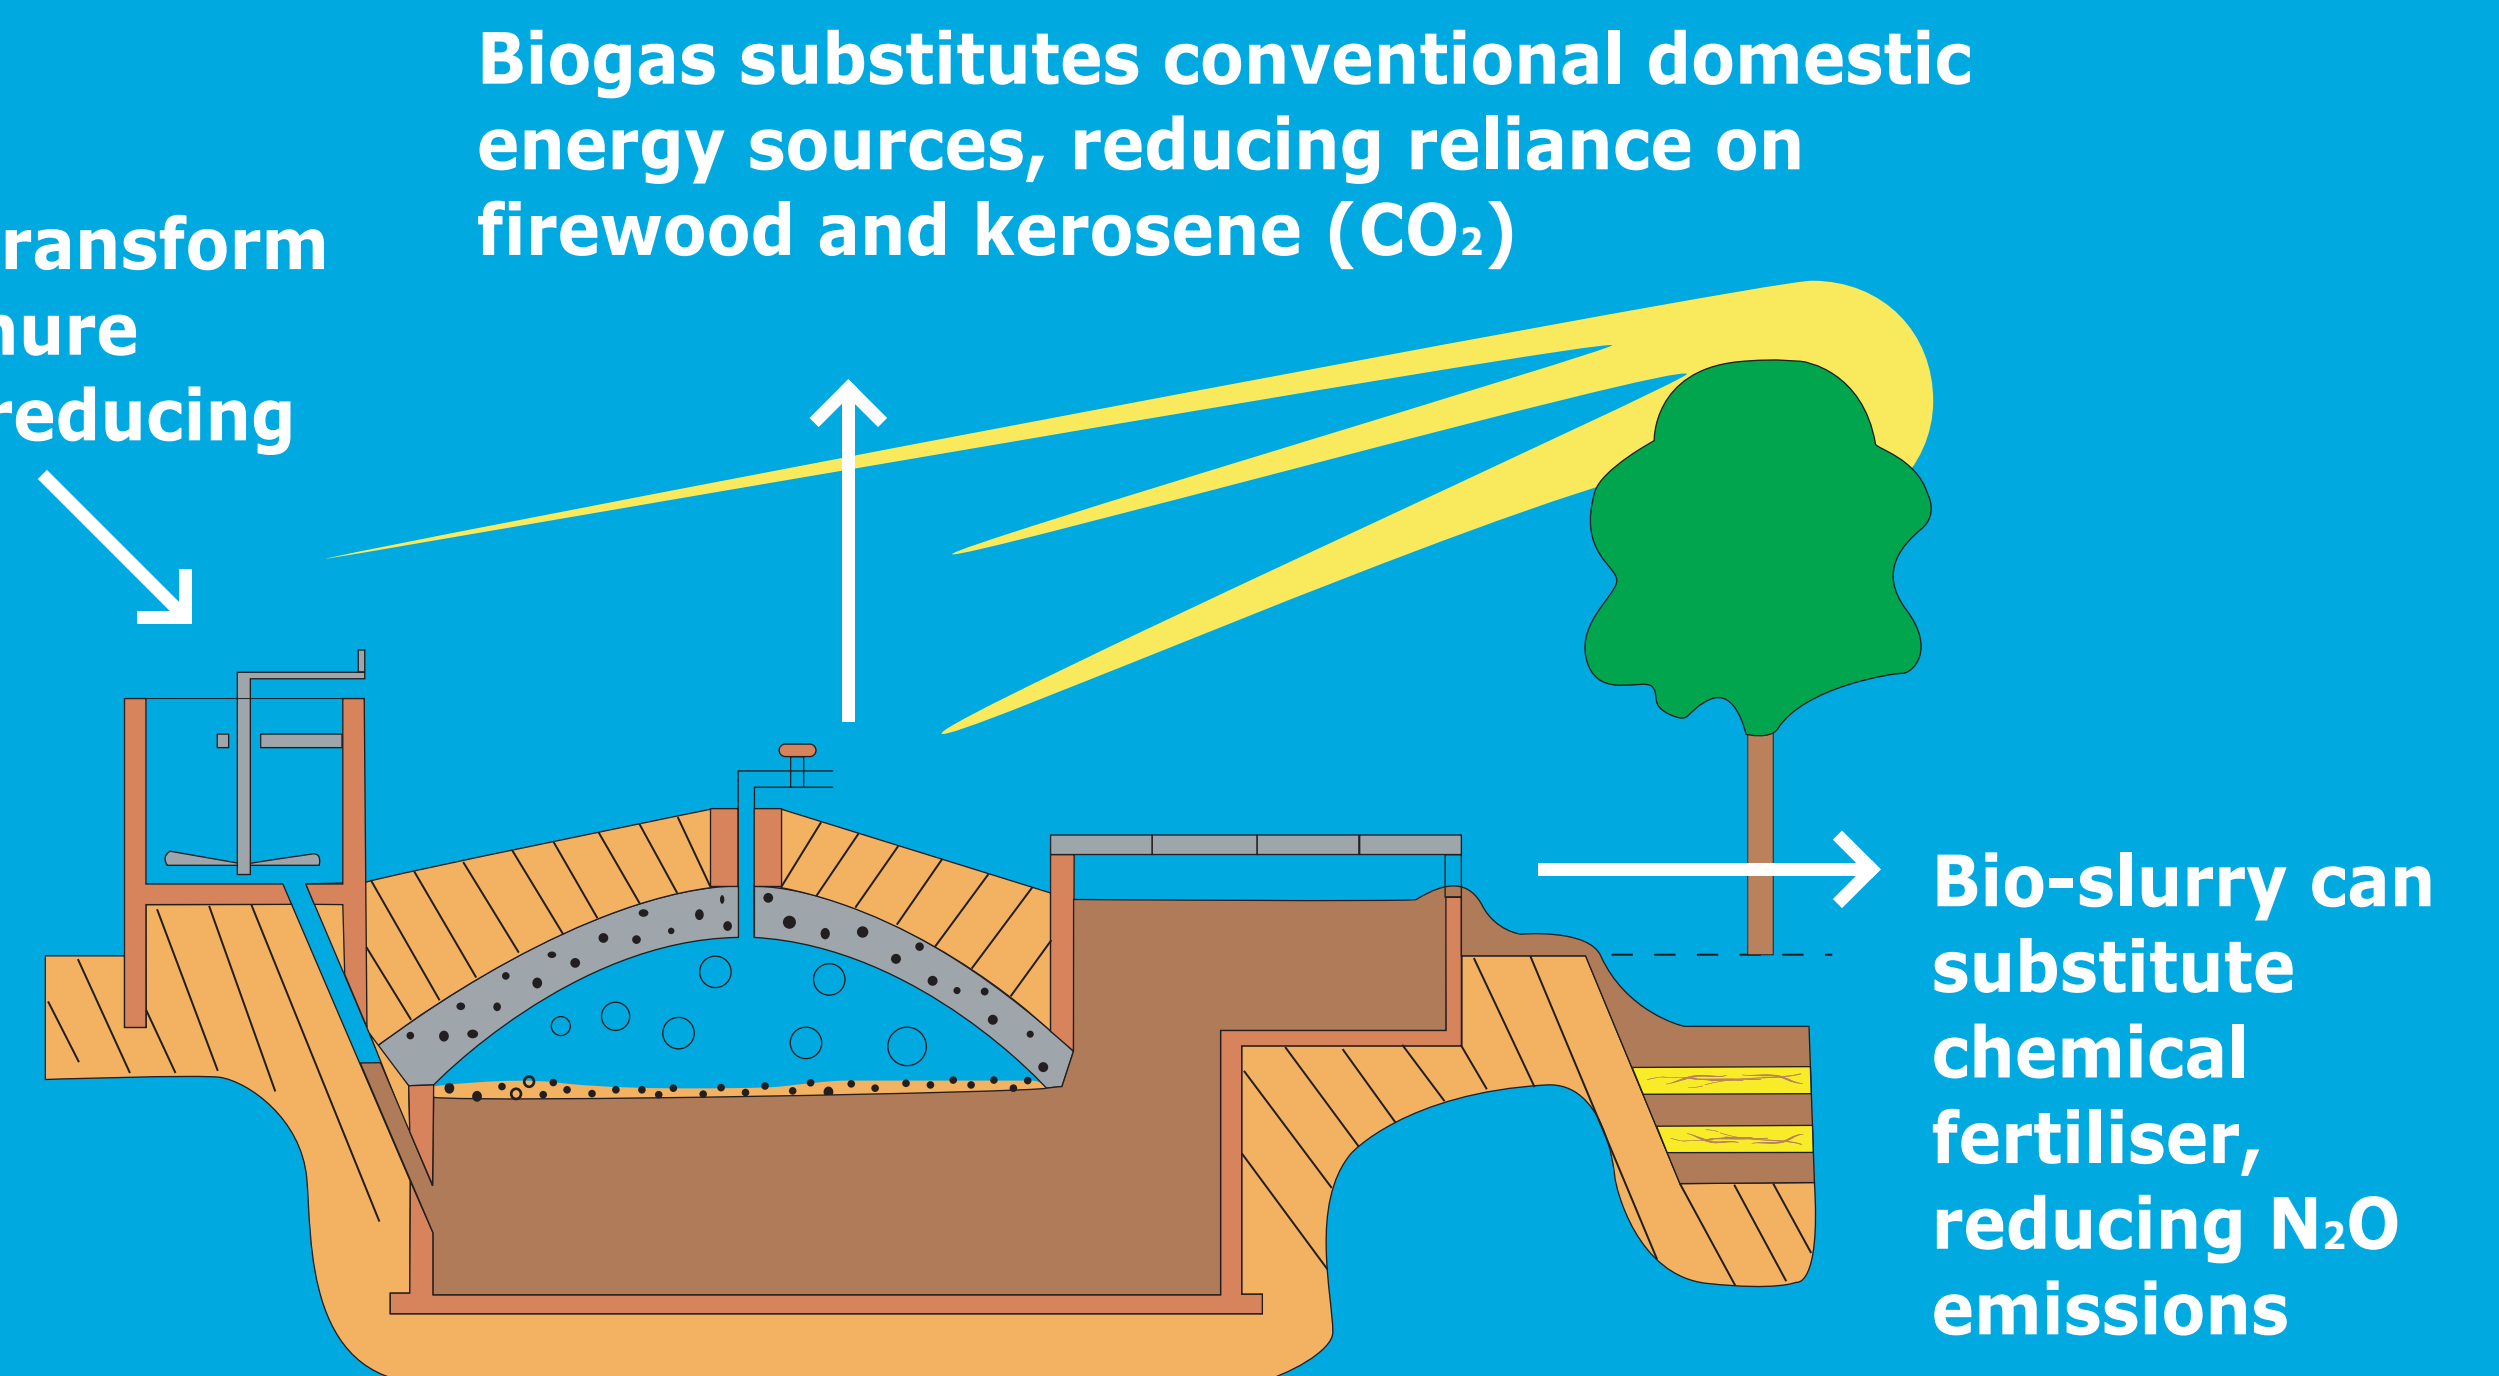 Biogas substitutes conventional domestic
energy sources, reducing reliance on
firewood and kerosene (CO₂)
ransform
nure
reducing
Bio-slurry can
substitute
chemical
fertiliser,
reducing N₂O
emissions